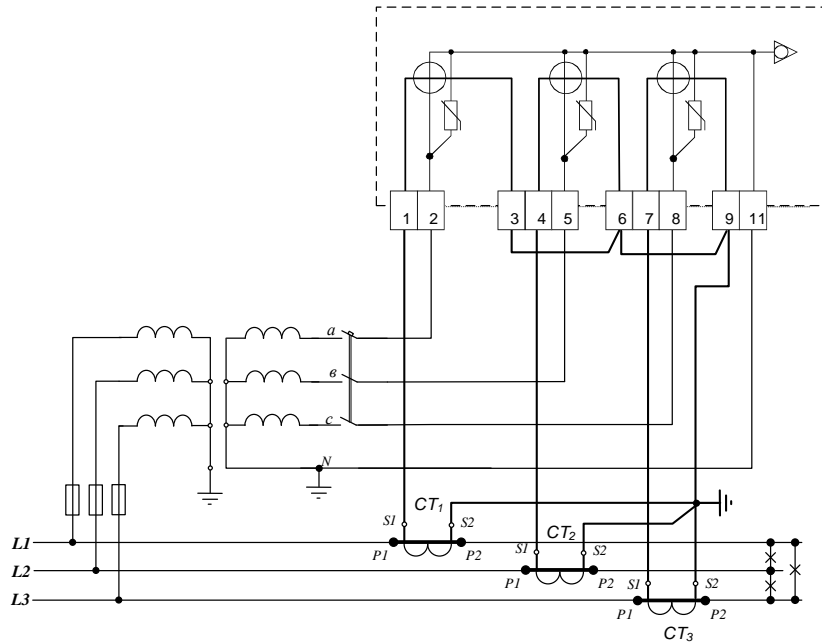 1 2 3 4 5 6 7 8 9 11
а
в
с
N
S1 CT1 S2
L1 P1 P2
S1 CT2 S2
L2 P1 P2
S1 S2
L3 P1 P2
CT3